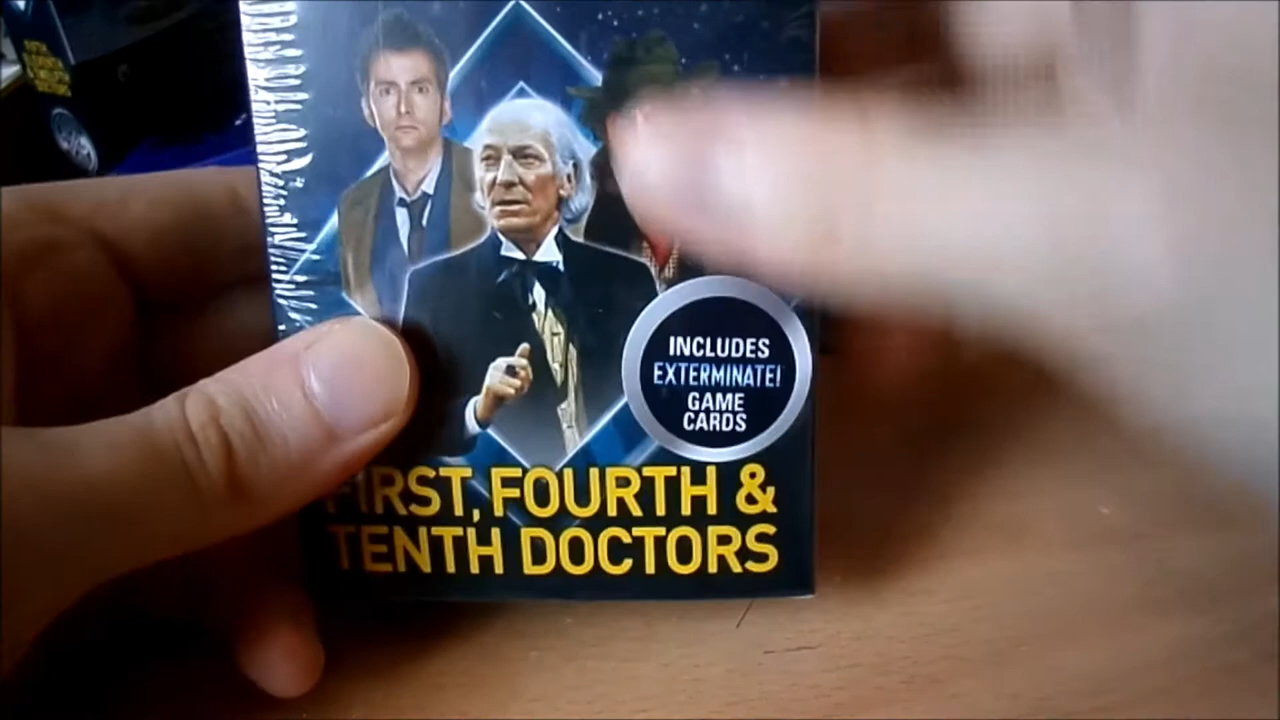 INCLUDES
EXTERMINATE!
GAME
CARDS
FIRST, FOURTH &
TENTH DOCTORS